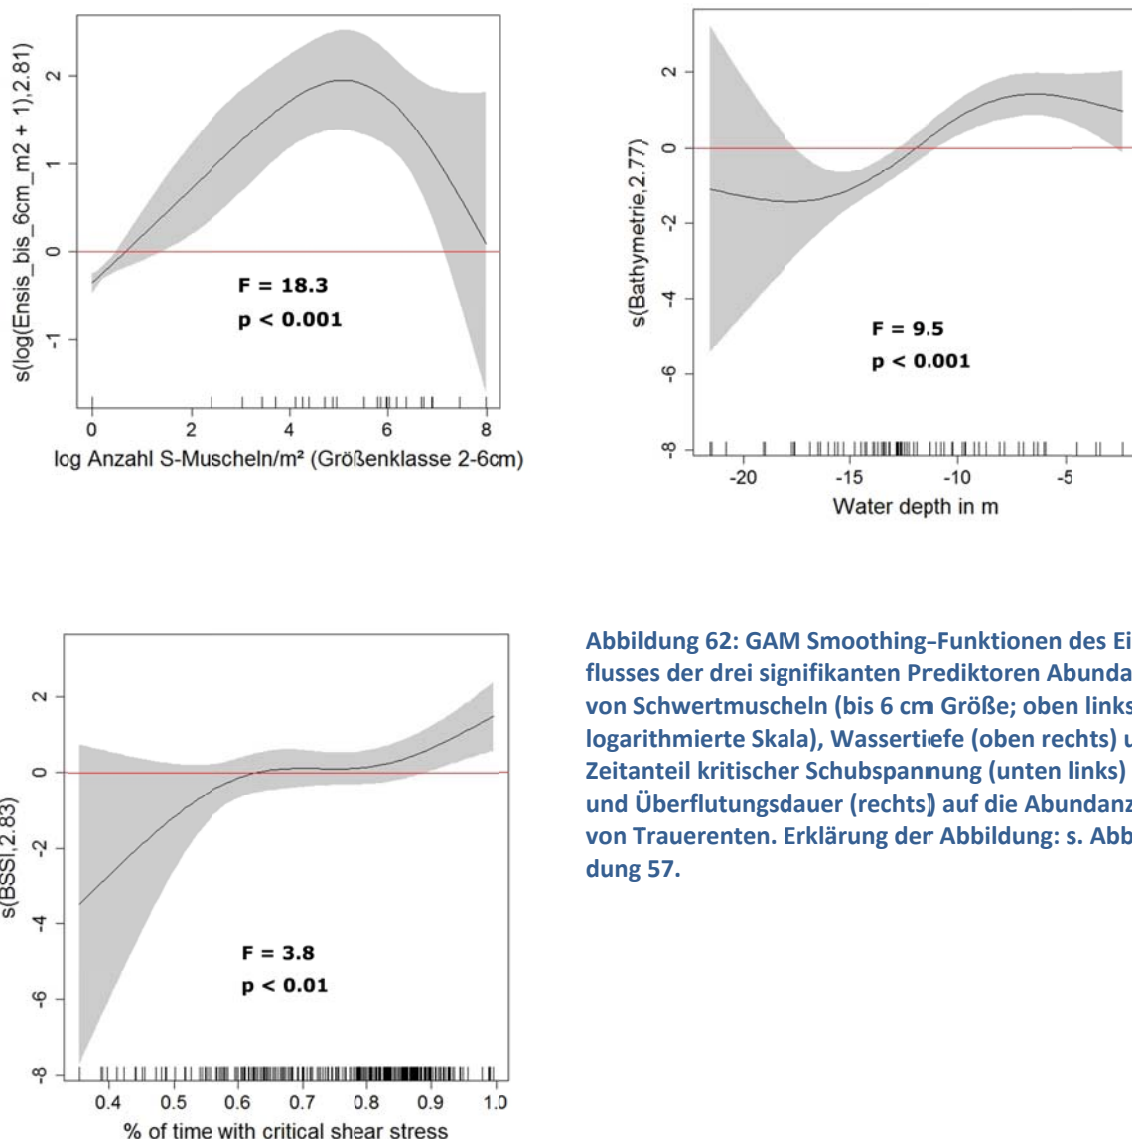 s(log(Ensis_bis_6cm_m2 + 1),2.81)
2
1
0
-1
F = 18.3
p < 0.001
0 2 4 6 8
log Anzahl S-Muscheln/m² (Größenklasse 2-6cm)
s(Bathymetrie,2.77)
2
0
-2
-4
-6
-8
F = 9.5
p < 0.001
-20 -15 -10 -5
Water depth in m
s(BSSI,2.83)
2
0
-2
-4
-6
-8
F = 3.8
p < 0.01
0.4 0.5 0.6 0.7 0.8 0.9 1.0
% of time with critical shear stress
Abbildung 62: GAM Smoothing-Funktionen des Ei
flusses der drei signifikanten Prediktoren Abunda
von Schwertmuscheln (bis 6 cm Größe; oben links
logarithmierte Skala), Wassertiefe (oben rechts) u
Zeitanteil kritischer Schubspannung (unten links)
und Überflutungsdauer (rechts) auf die Abundanz
von Trauerenten. Erklärung der Abbildung: s. Abb
dung 57.